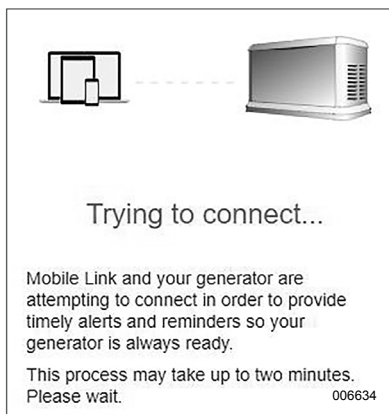 Trying to connect...
Mobile Link and your generator are
attempting to connect in order to provide
timely alerts and reminders so your
generator is always ready.
This process may take up to two minutes.
Please wait.
006634